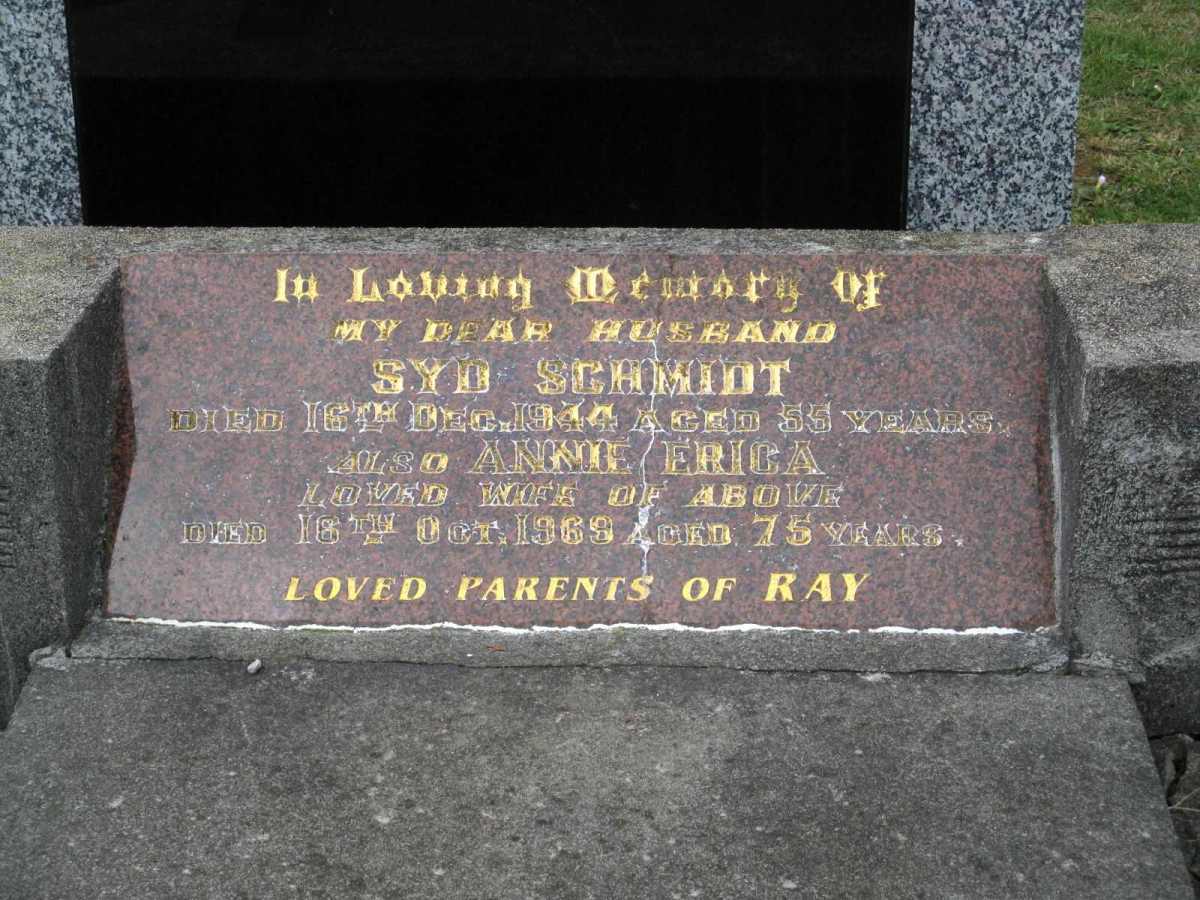 In Loving Memory Of
MY DEAR HUSBAND
SYD SCHMIDT
DIED 16TH DEC. 1944 AGED 55 YEARS.
ALSO ANNIE ERICA
LOVED WIFE OF ABOVE
DIED 16TH OCT. 1969 AGED 75 YEARS.
LOVED PARENTS OF RAY